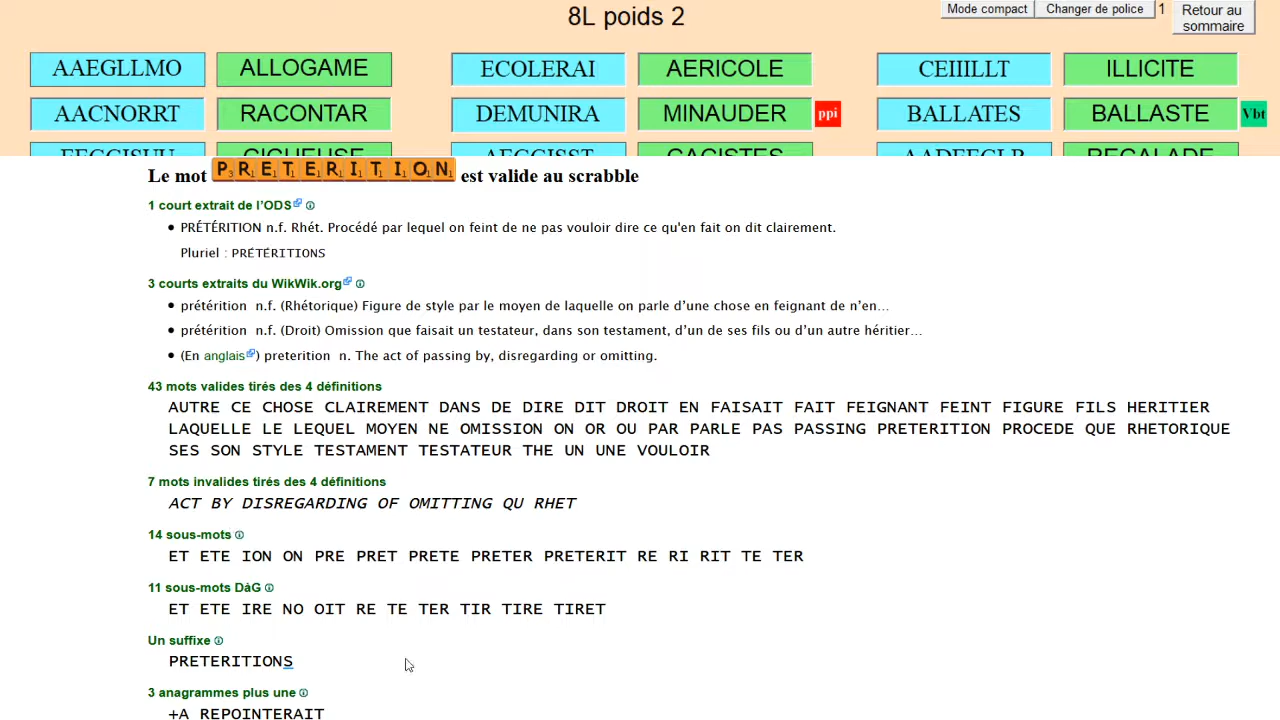 8L poids 2
Mode compact Changer de police 1 Retour au sommaire
AAEGLLMO ALLOGAME ECOLERAI AERICOLE CEIIILLT ILLICITE
AACNORRT RACONTAR DEMUNIRA MINAUDER ppi BALLATES BALLASTE Vbt
Le mot PRETERITION est valide au scrabble
1 court extrait de l'ODS
• PRÉTÉRITION n.f. Rhét. Procédé par lequel on feint de ne pas vouloir dire ce qu'en fait on dit clairement.
Pluriel : PRÉTÉRITIONS
3 courts extraits du WikWik.org
• prétérition n.f. (Rhétorique) Figure de style par le moyen de laquelle on parle d’une chose en feignant de n’en…
• prétérition n.f. (Droit) Omission que faisait un testateur, dans son testament, d’un de ses fils ou d’un autre héritier…
• (En anglais) preterition n. The act of passing by, disregarding or omitting.
43 mots valides tirés des 4 définitions
AUTRE CE CHOSE CLAIREMENT DANS DE DIRE DIT DROIT EN FAISAIT FAIT FEIGNANT FEINT FIGURE FILS HERITIER
LAQUELLE LE LEQUEL MOYEN NE OMISSION ON OR OU PAR PARLE PAS PASSING PRETERITION PROCEDE QUE RHETORIQUE
SES SON STYLE TESTAMENT TESTATEUR THE UN UNE VOULOIR
7 mots invalides tirés des 4 définitions
ACT BY DISREGARDING OF OMITTING QU RHET
14 sous-mots
ET ETE ION ON PRE PRET PRETE PRETER PRETERIT RE RI RIT TE TER
11 sous-mots DàG
ET ETE IRE NO OIT RE TE TER TIR TIRE TIRET
Un suffixe
PRETERITIONS
3 anagrammes plus une
+A REPOINTERAIT